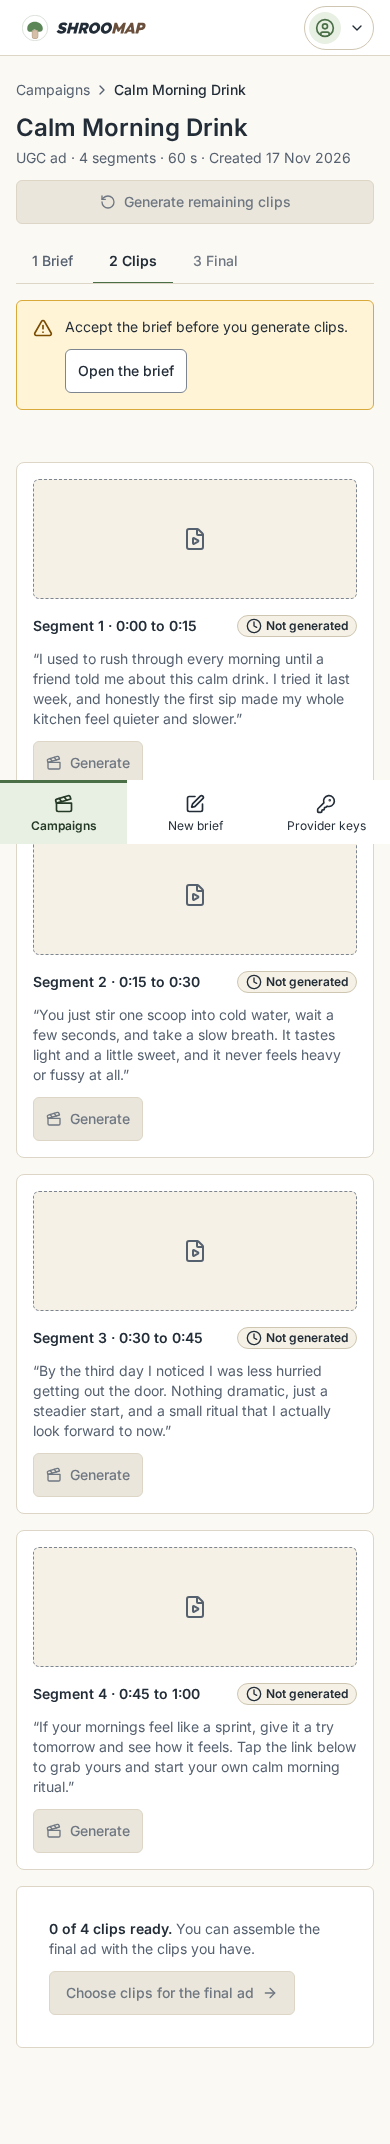 SHROOMAP
Campaigns > Calm Morning Drink
Calm Morning Drink
UGC ad · 4 segments · 60 s · Created 17 Nov 2026
Generate remaining clips
1 Brief 2 Clips 3 Final
Accept the brief before you generate clips.
Open the brief
Segment 1 · 0:00 to 0:15 Not generated
“I used to rush through every morning until a
friend told me about this calm drink. I tried it last
week, and honestly the first sip made my whole
kitchen feel quieter and slower.”
Generate
Campaigns New brief Provider keys
Segment 2 · 0:15 to 0:30 Not generated
“You just stir one scoop into cold water, wait a
few seconds, and take a slow breath. It tastes
light and a little sweet, and it never feels heavy
or fussy at all.”
Generate
Segment 3 · 0:30 to 0:45 Not generated
“By the third day I noticed I was less hurried
getting out the door. Nothing dramatic, just a
steadier start, and a small ritual that I actually
look forward to now.”
Generate
Segment 4 · 0:45 to 1:00 Not generated
“If your mornings feel like a sprint, give it a try
tomorrow and see how it feels. Tap the link below
to grab yours and start your own calm morning
ritual.”
Generate
0 of 4 clips ready. You can assemble the
final ad with the clips you have.
Choose clips for the final ad